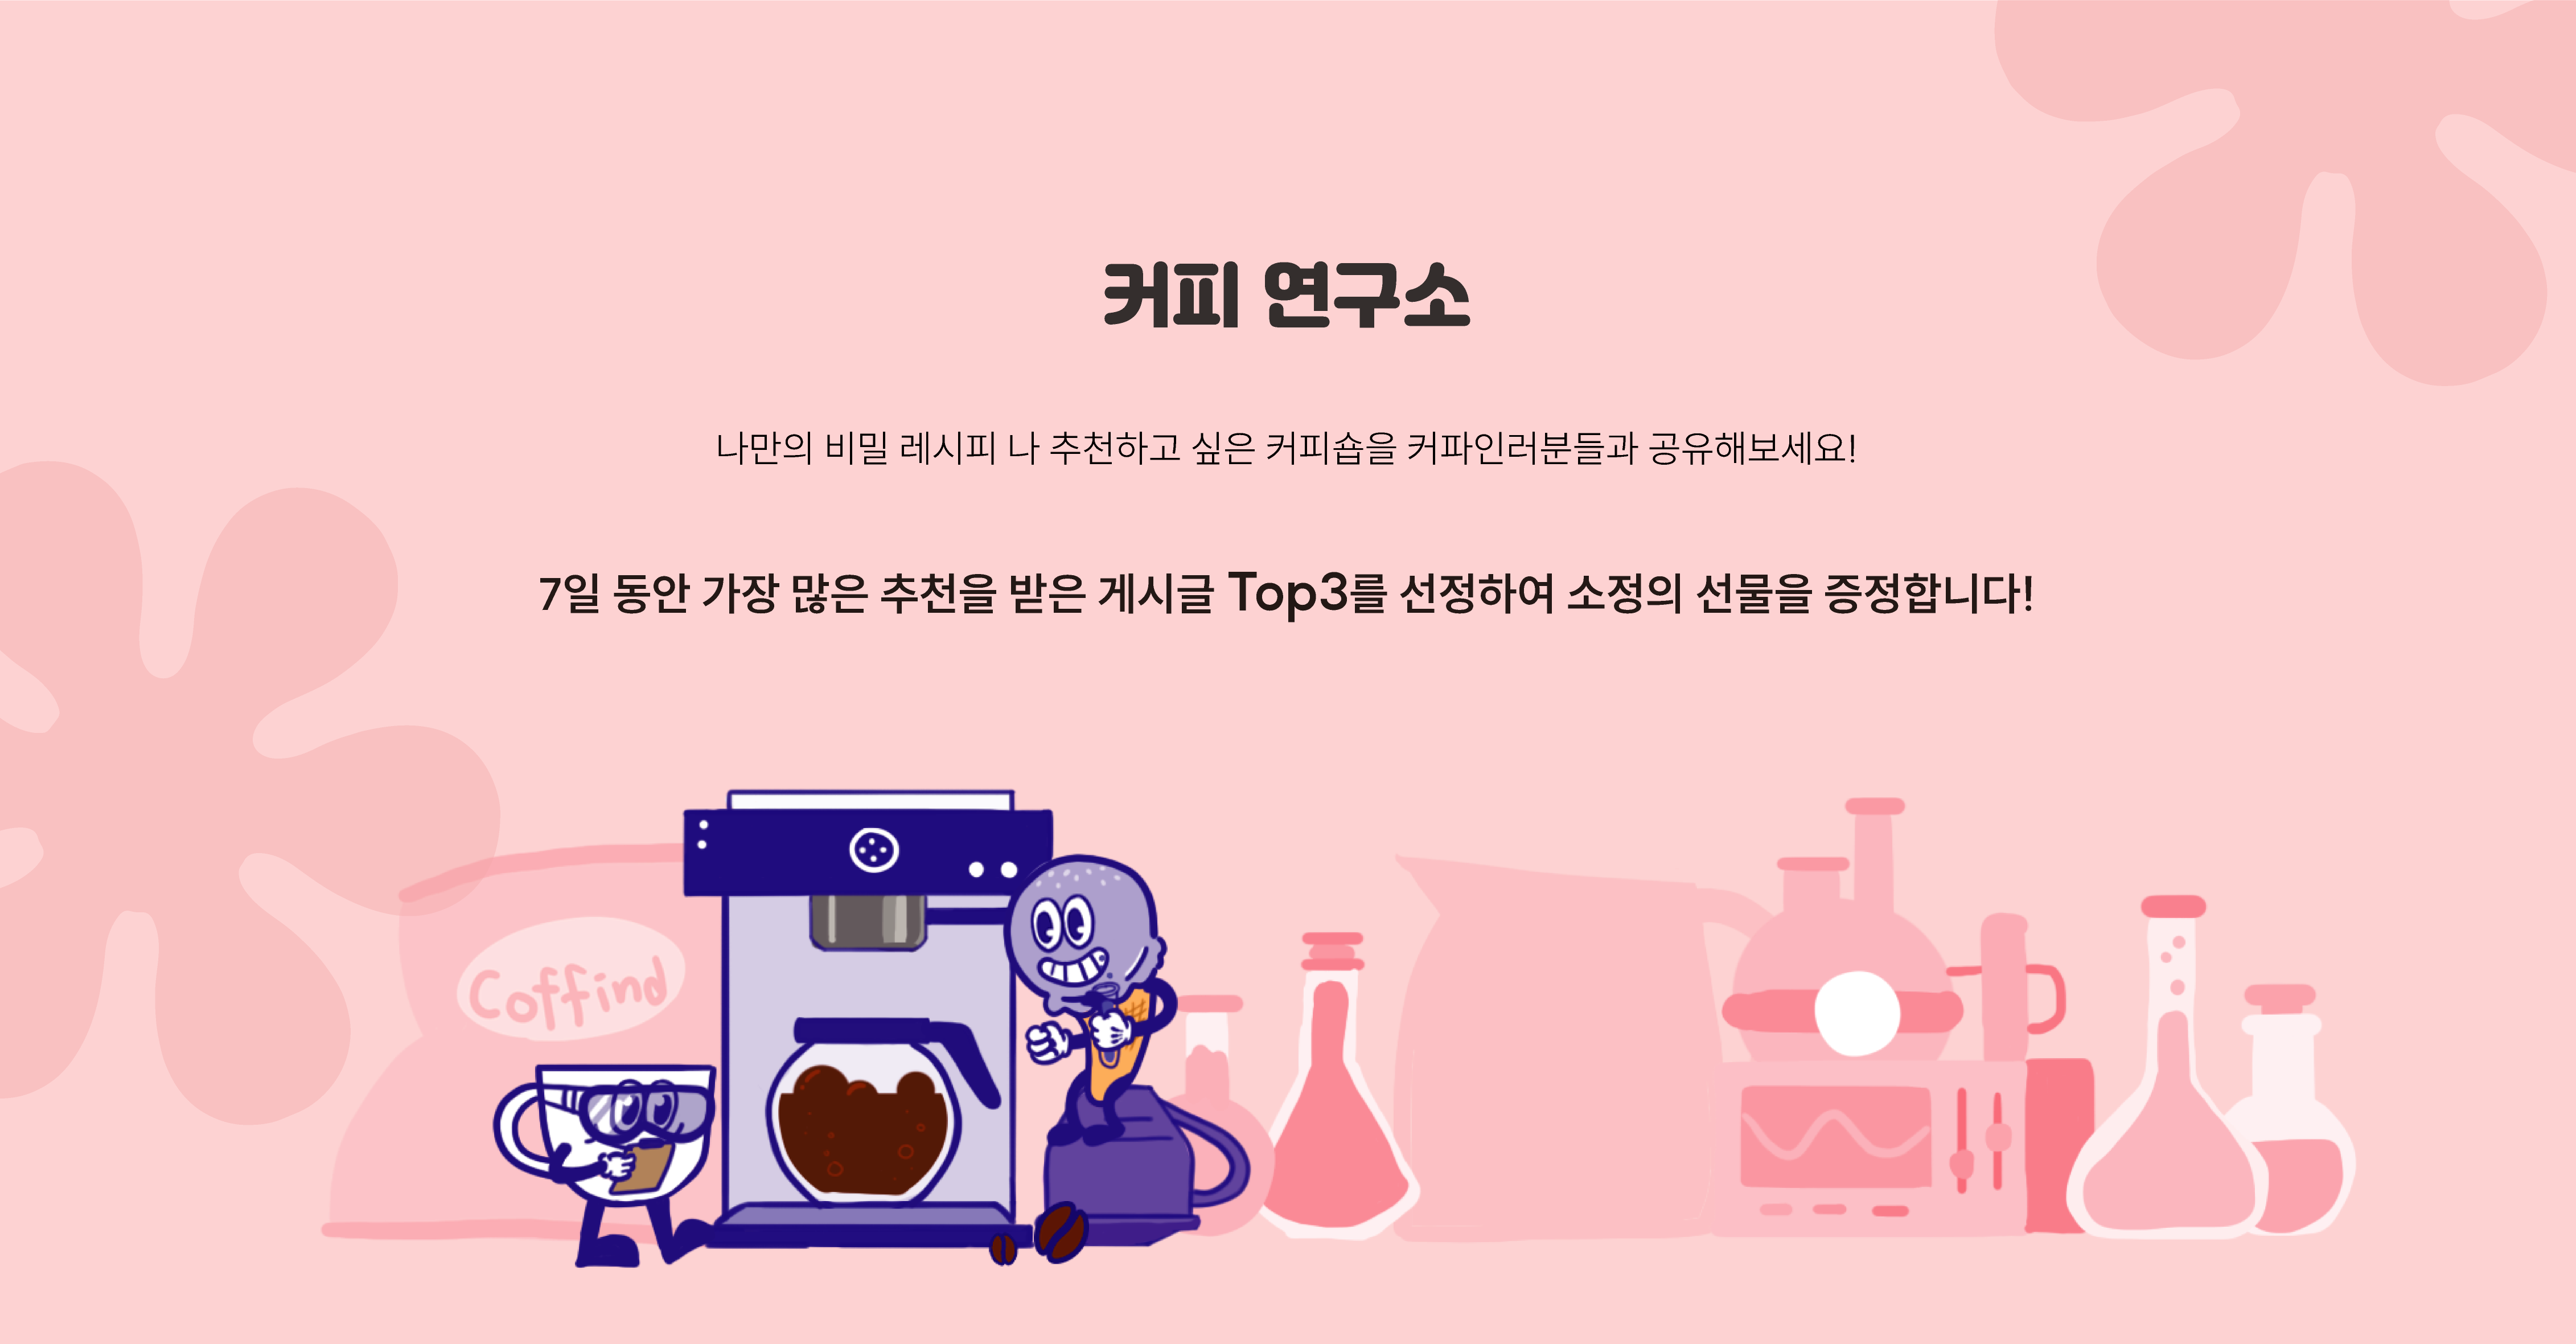 커피 연구소
나만의 비밀 레시피 나 추천하고 싶은 커피숍을 커파인러분들과 공유해보세요!
7일 동안 가장 많은 추천을 받은 게시글 Top3를 선정하여 소정의 선물을 증정합니다!
Coffind